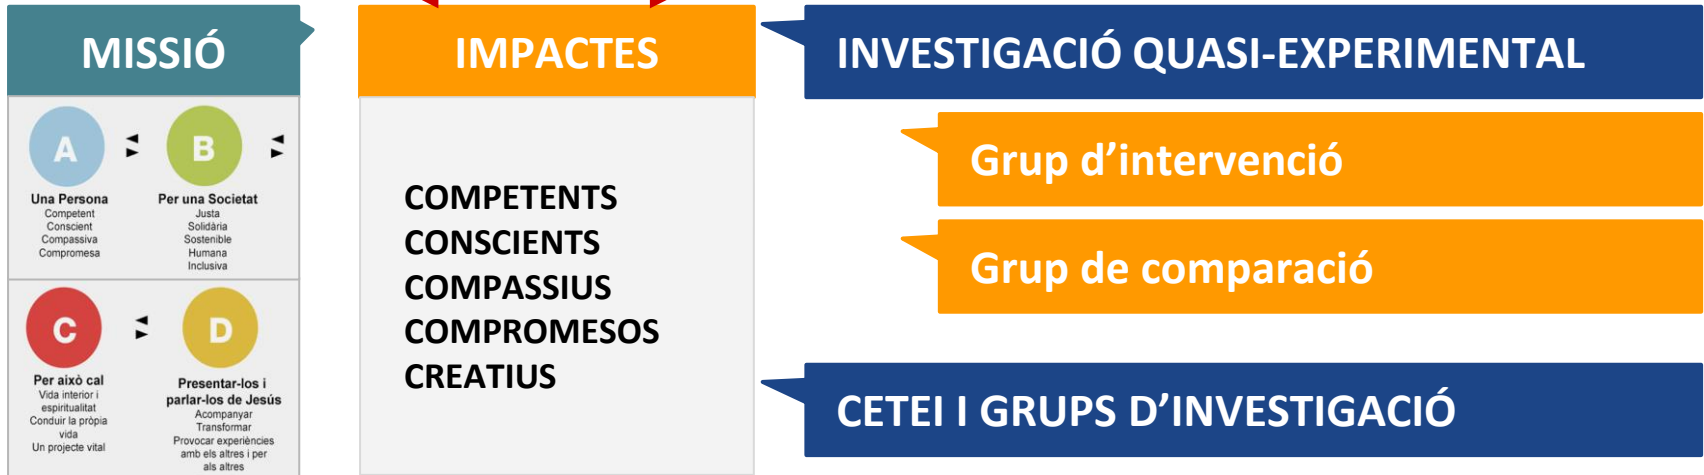 MISSIÓ
A
Una Persona
Competent
Conscient
Compassiva
Compromesa
B
Per una Societat
Justa
Solidària
Sostenible
Humana
Inclusiva
C
Per això cal
Vida interior i
espiritualitat
Conduir la pròpia
vida
Un projecte vital
D
Presentar-los i
parlar-los de Jesús
Acompanyar
Transformar
Provocar experiències
amb els altres i per
als altres
IMPACTES
COMPETENTS
CONSCIENTS
COMPASSIUS
COMPROMESOS
CREATIUS
INVESTIGACIÓ QUASI-EXPERIMENTAL
Grup d’intervenció
Grup de comparació
CETEI I GRUPS D’INVESTIGACIÓ